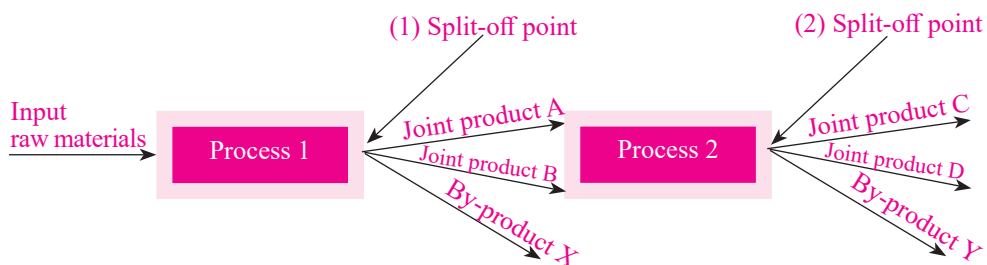 (1) Split-off point
(2) Split-off point
Input
raw materials
Process 1
Joint product A
Joint product B
By-product X
Process 2
Joint product C
Joint product D
By-product Y